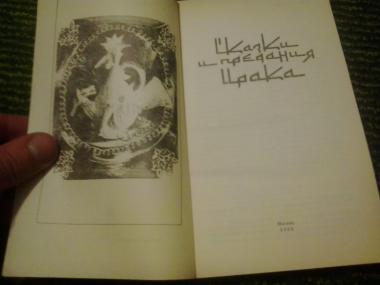 Сказки
и предания
Ирака
Москва